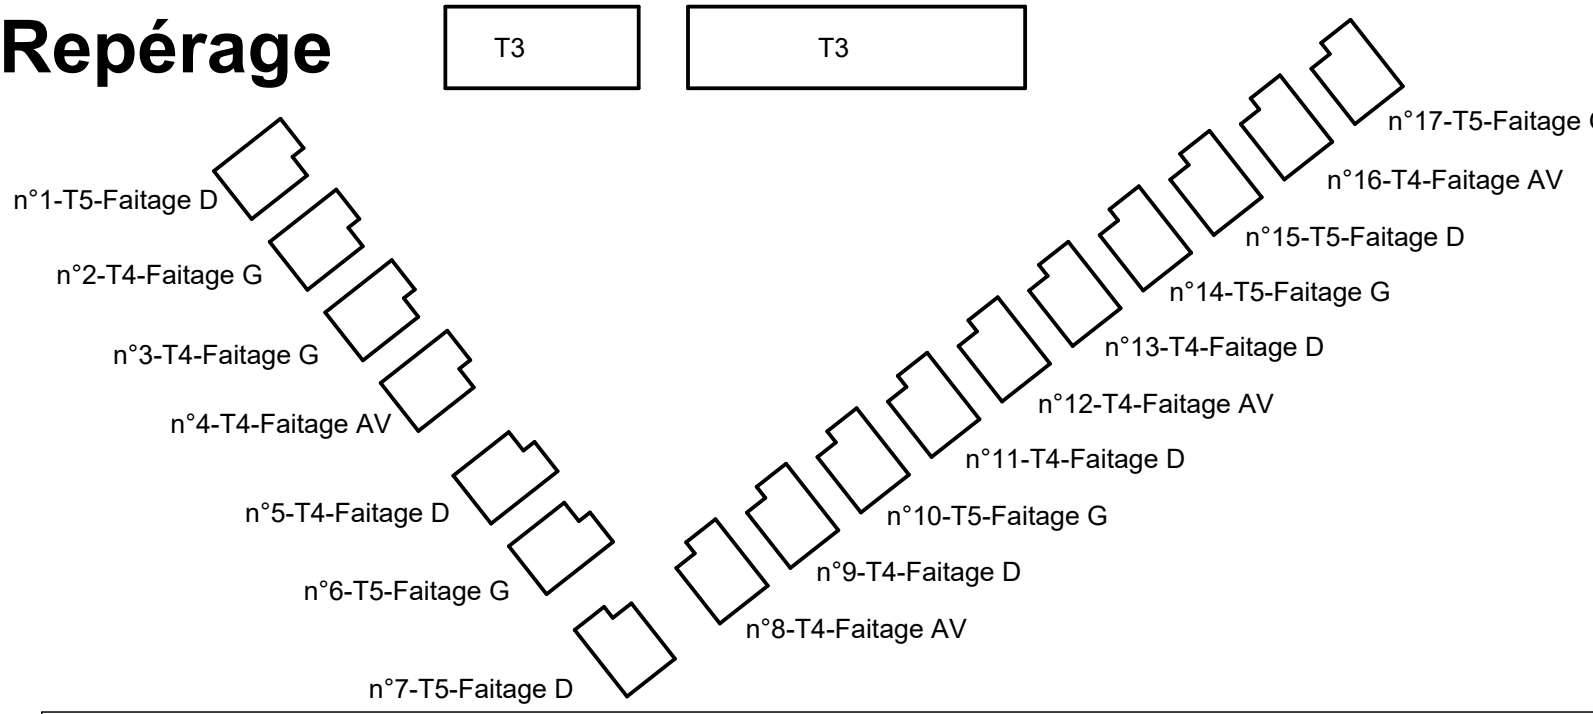 Repérage
T3
T3
n°1-T5-Faitage D
n°2-T4-Faitage G
n°3-T4-Faitage G
n°4-T4-Faitage AV
n°5-T4-Faitage D
n°6-T5-Faitage G
n°7-T5-Faitage D
n°8-T4-Faitage AV
n°9-T4-Faitage D
n°10-T5-Faitage G
n°11-T4-Faitage D
n°12-T4-Faitage AV
n°13-T4-Faitage D
n°14-T5-Faitage G
n°15-T5-Faitage D
n°16-T4-Faitage AV
n°17-T5-Faitage